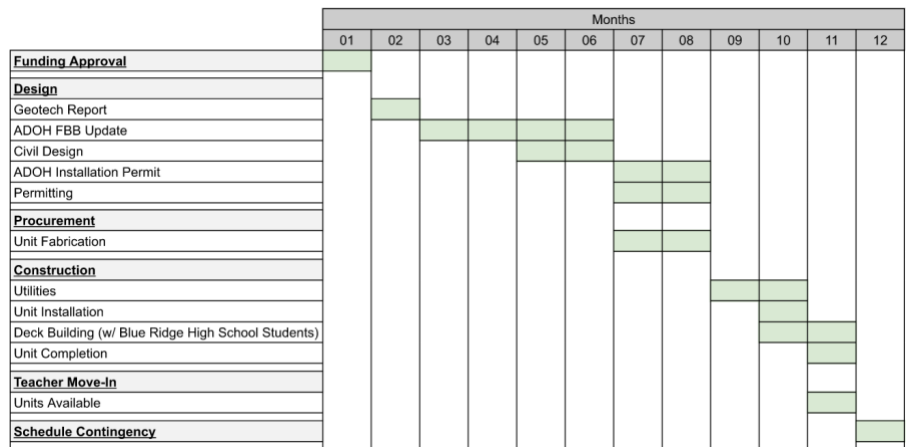 Months
01 02 03 04 05 06 07 08 09 10 11 12
Funding Approval
Design
Geotech Report
ADOH FBB Update
Civil Design
ADOH Installation Permit
Permitting
Procurement
Unit Fabrication
Construction
Utilities
Unit Installation
Deck Building (w/ Blue Ridge High School Students)
Unit Completion
Teacher Move-In
Units Available
Schedule Contingency